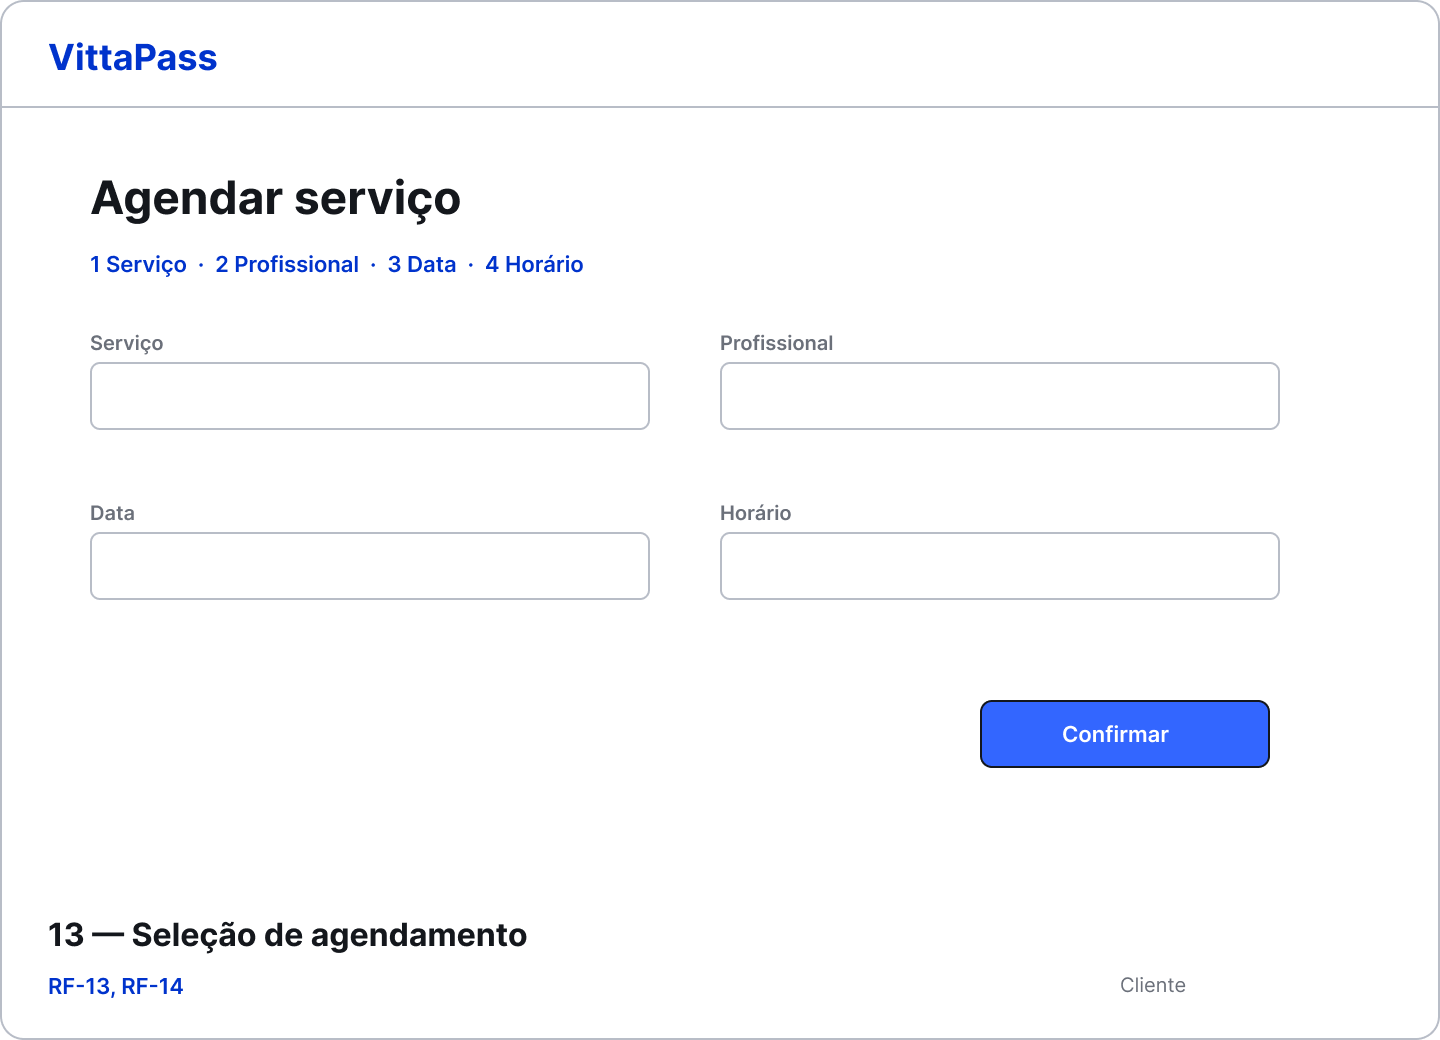 VittaPass
Agendar serviço
1 Serviço · 2 Profissional · 3 Data · 4 Horário
Serviço
Profissional
Data
Horário
Confirmar
13 — Seleção de agendamento
RF-13, RF-14
Cliente